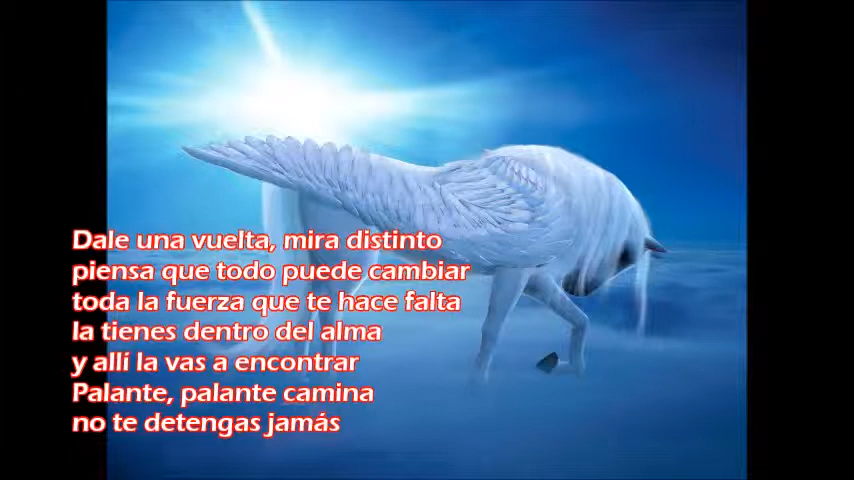 Dale una vuelta, mira distinto
piensa que todo puede cambiar
toda la fuerza que te hace falta
la tienes dentro del alma
y allí la vas a encontrar
Palante, palante camina
no te detengas jamás